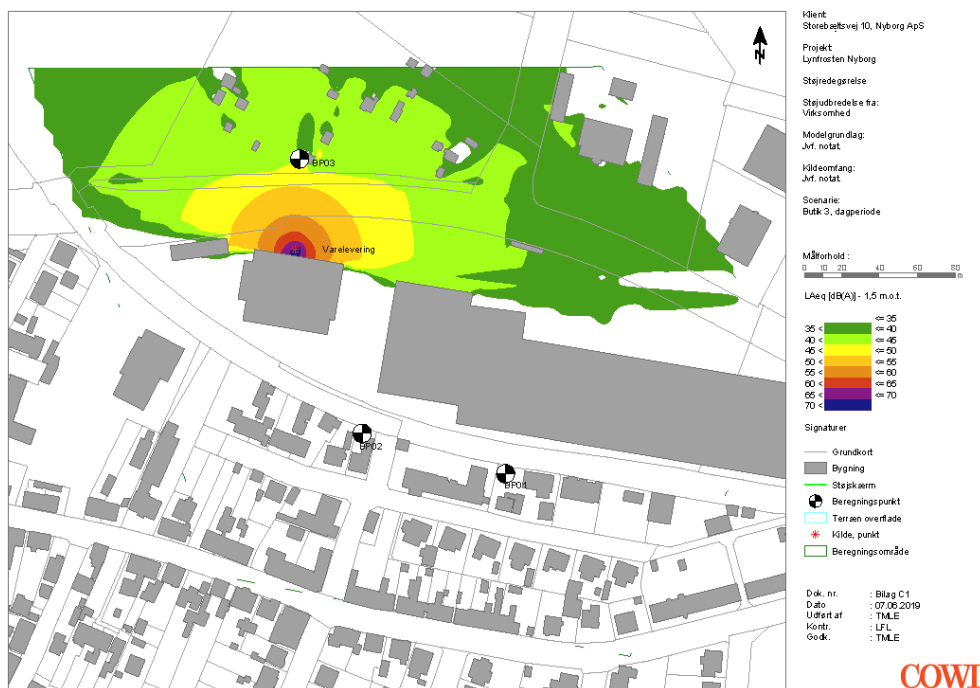 Klient:
Storebæltsvej 10, Nyborg ApS
Projekt:
Lynfrosten Nyborg
Støjredegørelse
Støjudbredelse fra:
Virksomhed
Modelgrundlag:
Jvf. notat
Kildeomfang:
Jvf. notat
Scenarie:
Butik 3, dagperiode
Målforhold :
0 10 20 40 60 80
m
LAeq [dB(A)] - 1,5 m.o.t.
<= 35
35 < <= 40
40 < <= 45
45 < <= 50
50 < <= 55
55 < <= 60
60 < <= 65
65 < <= 70
70 <
Signaturer
Grundkort
Bygning
Støjskærm
Beregningspunkt
Terræn overflade
Kilde, punkt
Beregningsområde
Dok. nr. : Bilag C1
Dato : 07.06.2019
Udført af : TMLE
Kontr. : LFL
Godk. : TMLE
COWI
BP03
Varelevering
BP02
BP01